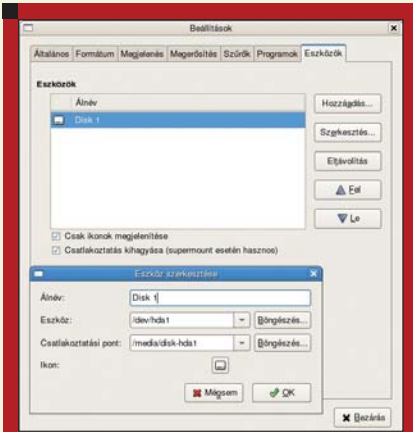 Beállítások
Általános Formátum Megjelenés Megerősítés Szűrők Programok Eszközök
Eszközök
Álnév
Disk 1
Hozzáadás...
Szerkesztés...
Eltávolítás
Fel
Le
Csak ikonok megjelenítése
Csatlakoztatás kihagyása (supermount esetén hasznos)
Eszköz szerkesztése
Álnév: Disk 1
Eszköz: /dev/hda1 Böngészés...
Csatlakoztatási pont: /media/disk-hda1 Böngészés...
Ikon:
Mégsem OK
Bezárás